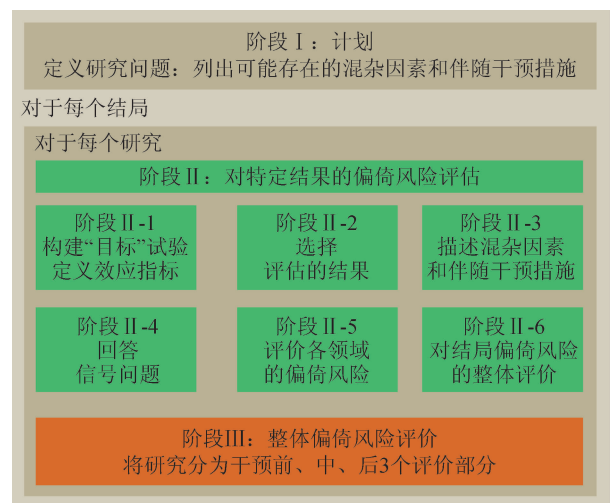 阶段Ⅰ：计划
定义研究问题：列出可能存在的混杂因素和伴随干预措施
对于每个结局
对于每个研究
阶段Ⅱ：对特定结果的偏倚风险评估
阶段Ⅱ-1
构建“目标”试验
定义效应指标
阶段Ⅱ-2
选择
评估的结果
阶段Ⅱ-3
描述混杂因素
和伴随干预措施
阶段Ⅱ-4
回答
信号问题
阶段Ⅱ-5
评价各领域
的偏倚风险
阶段Ⅱ-6
对结局偏倚风险
的整体评价
阶段Ⅲ：整体偏倚风险评价
将研究分为干预前、中、后3个评价部分